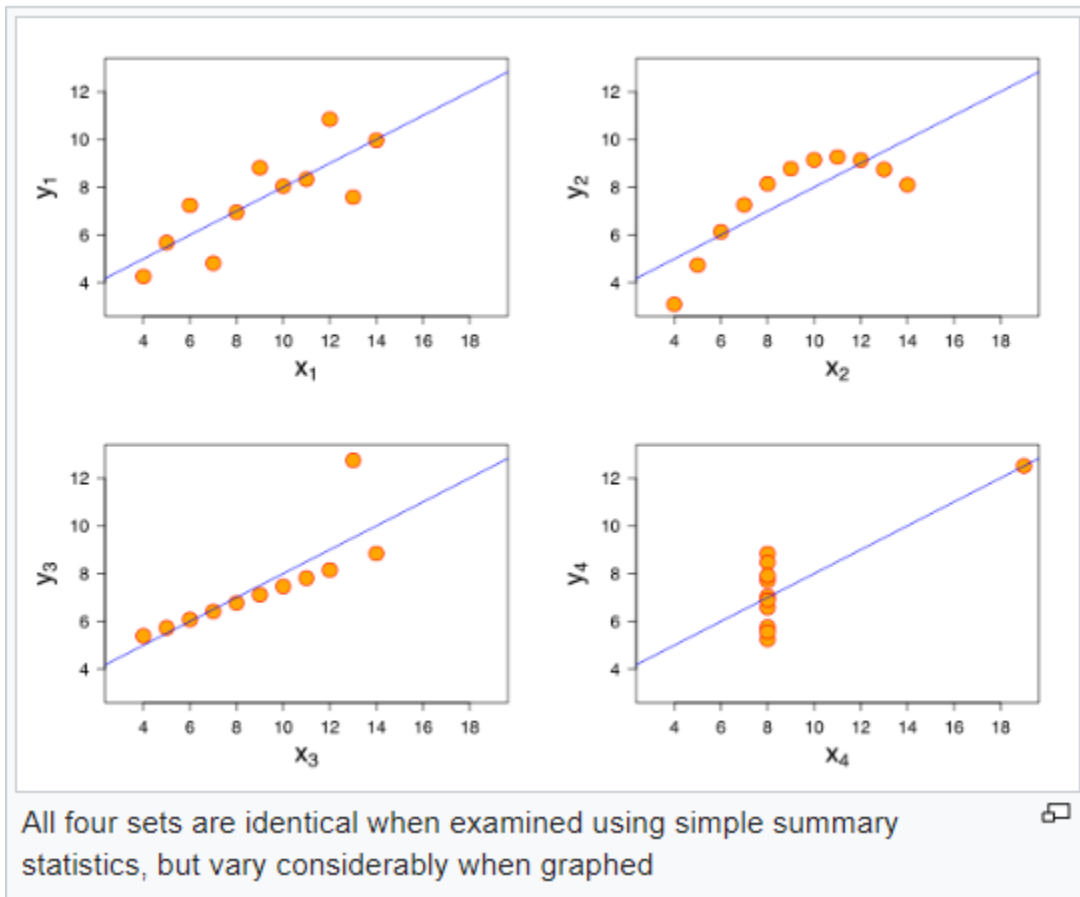 12
10
8
6
4
y1
4 6 8 10 12 14 16 18
x1
12
10
8
6
4
y2
4 6 8 10 12 14 16 18
x2
12
10
8
6
4
y3
4 6 8 10 12 14 16 18
x3
12
10
8
6
4
y4
4 6 8 10 12 14 16 18
x4
All four sets are identical when examined using simple summary
statistics, but vary considerably when graphed